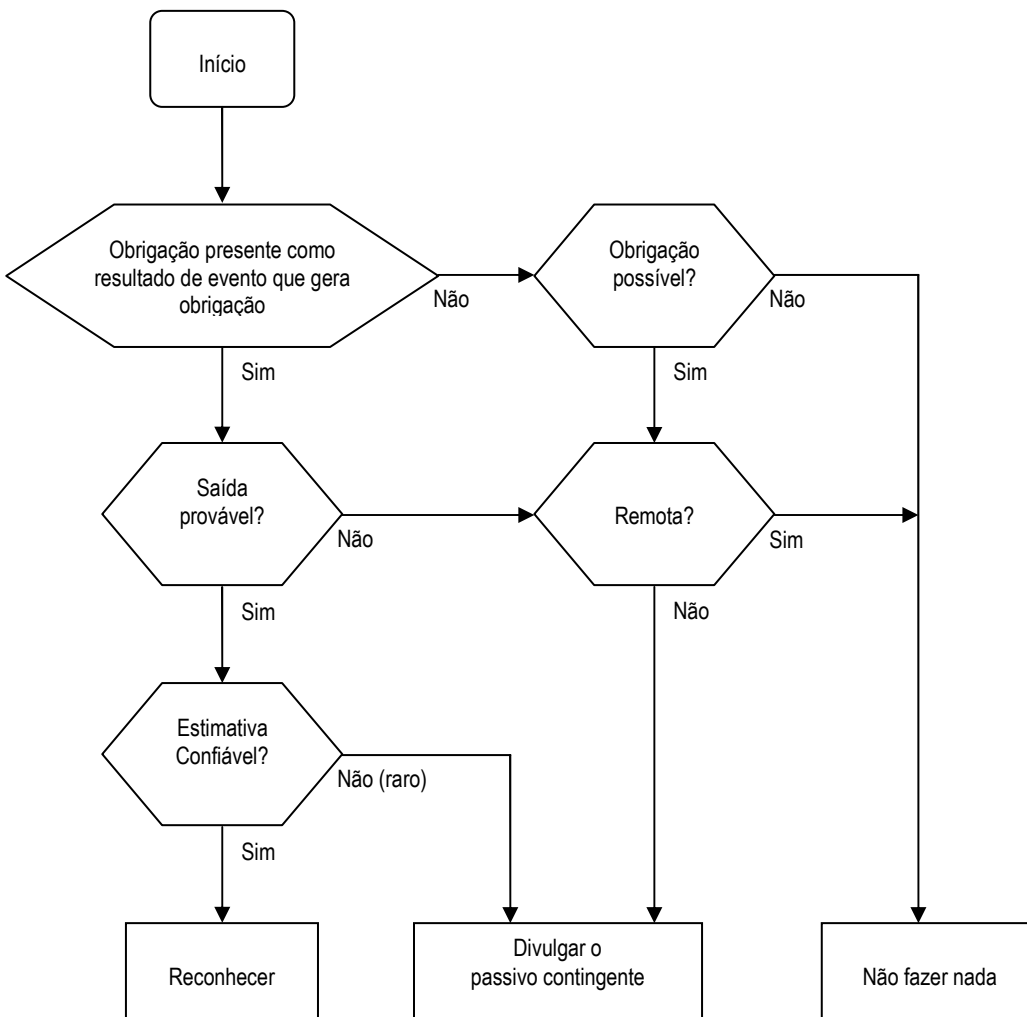 Início
Obrigação presente como
resultado de evento que gera
obrigação
Não
Obrigação
possível?
Não
Sim
Sim
Saída
provável?
Não
Remota?
Sim
Sim
Não
Estimativa
Confiável?
Não (raro)
Sim
Reconhecer
Divulgar o
passivo contingente
Não fazer nada